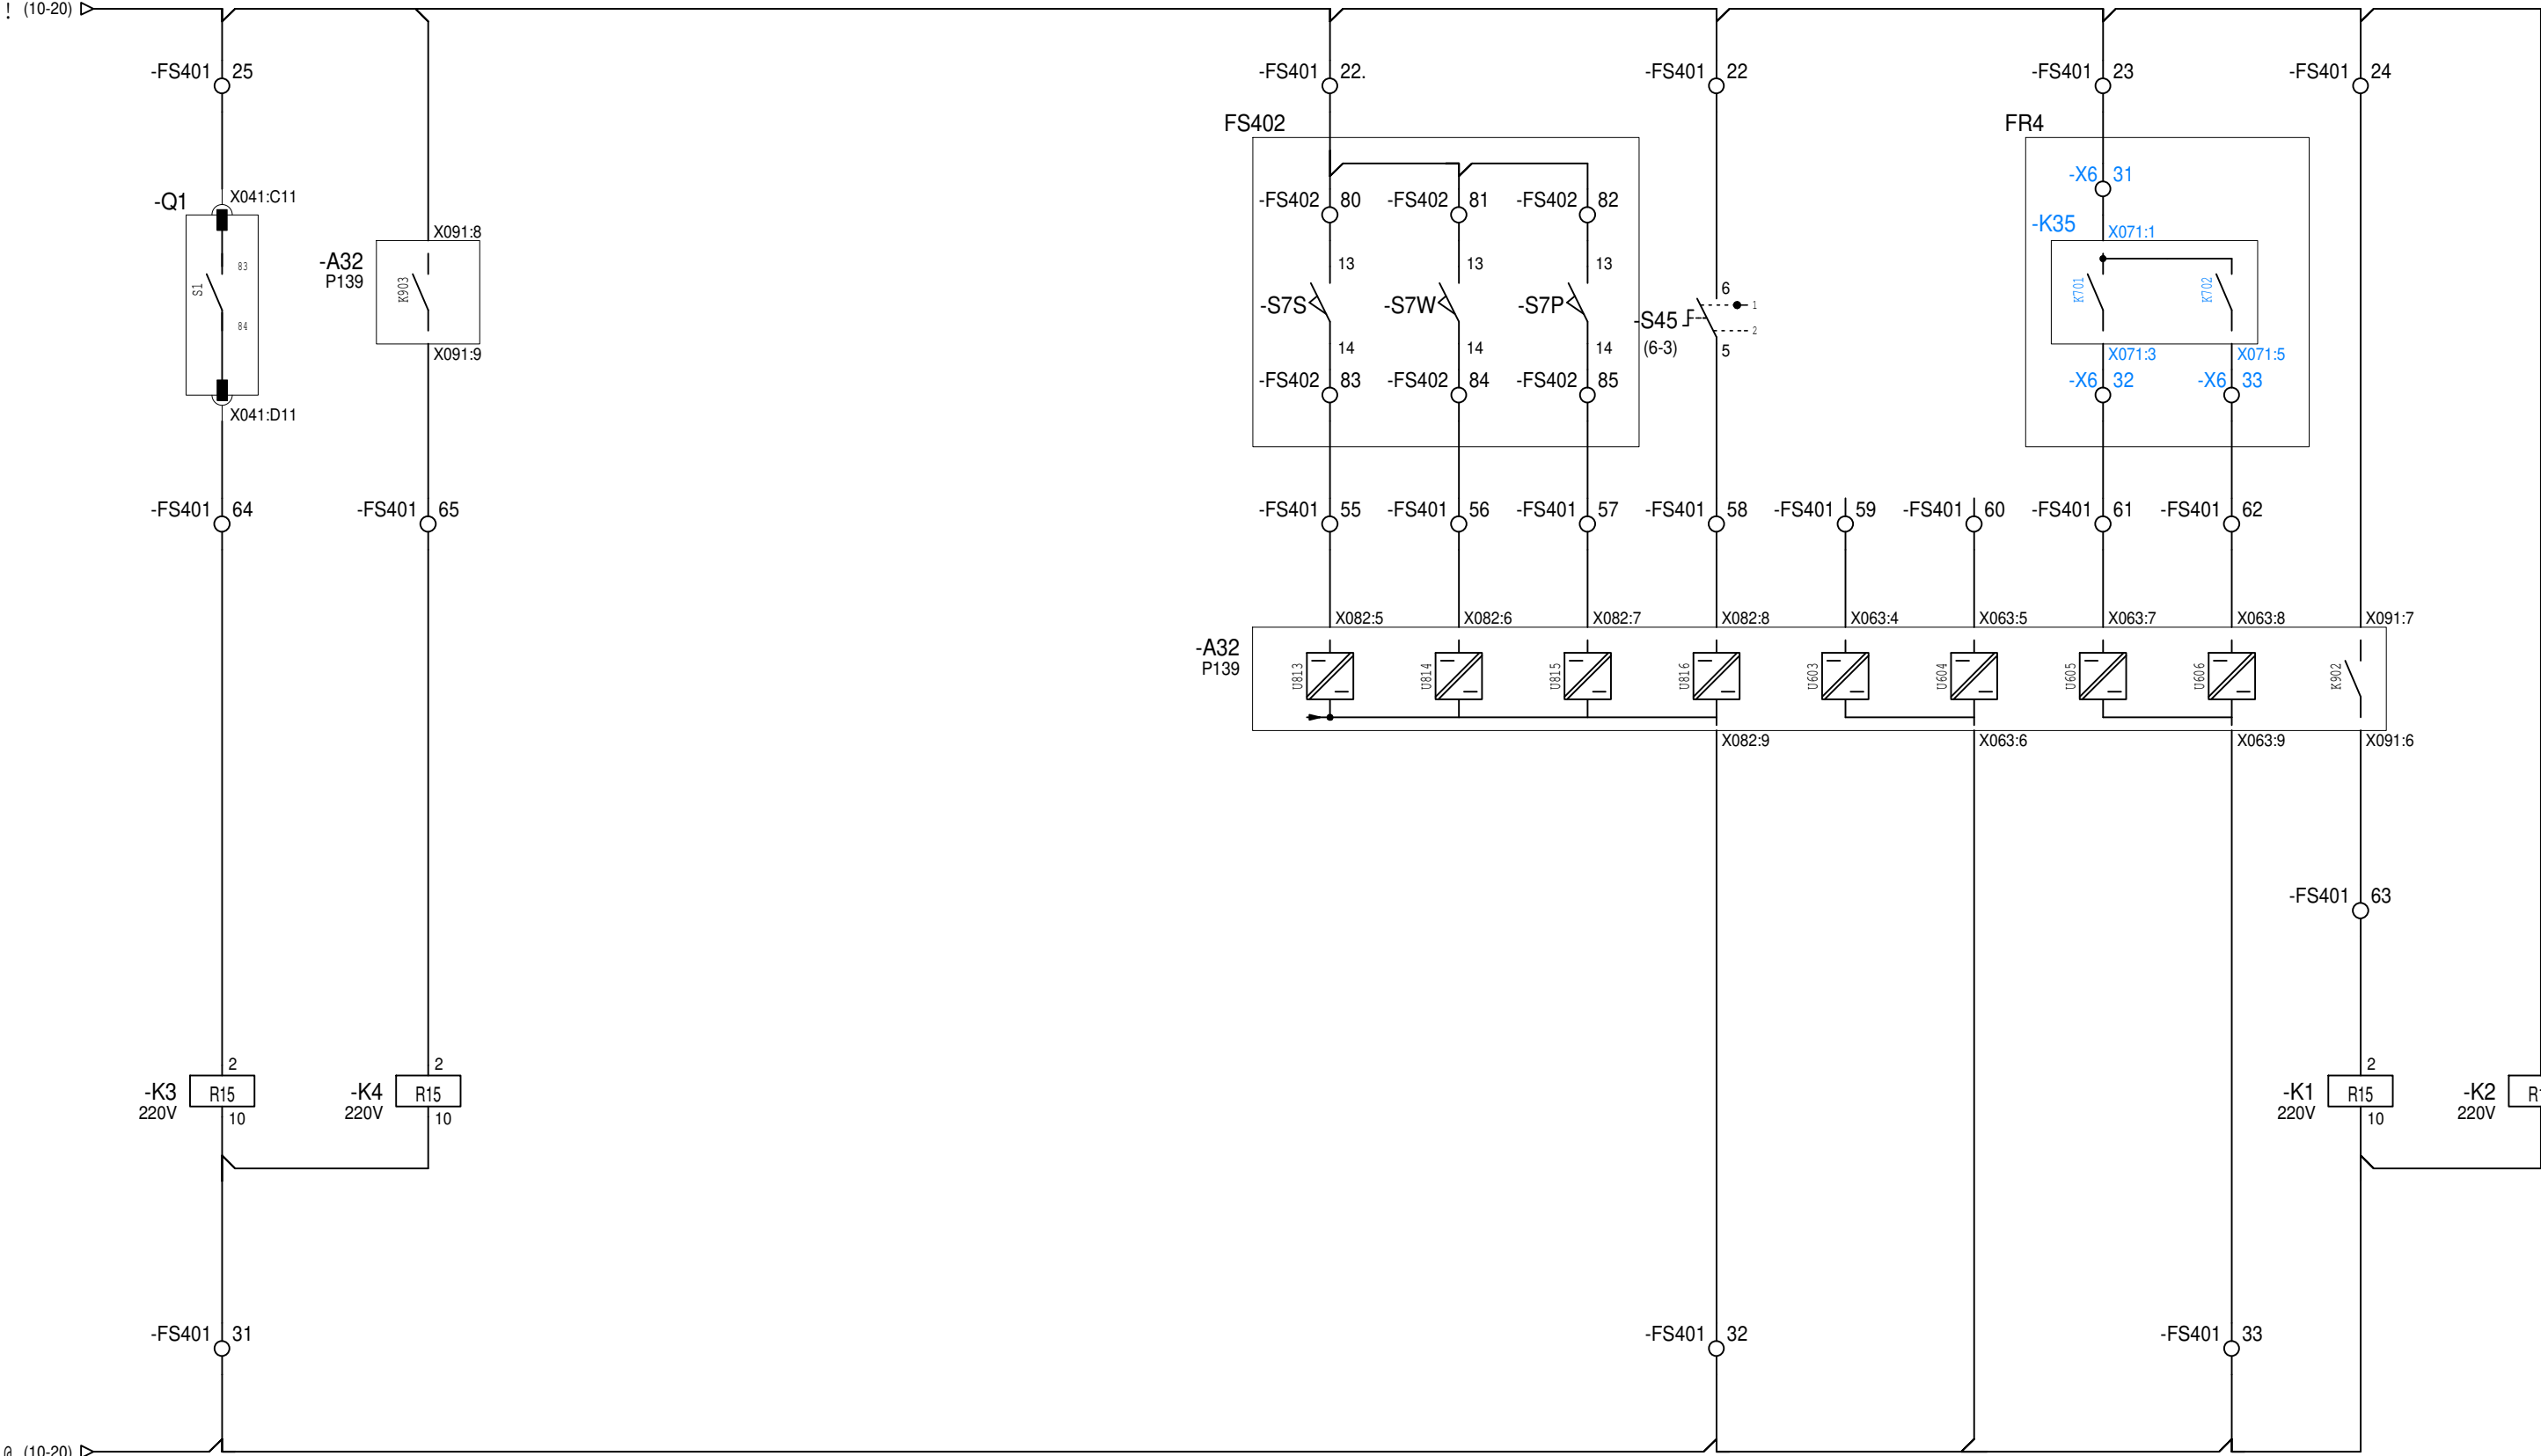 ! (10-20)
-FS401 25
-FS401 22.
-FS401 22
-FS401 23
-FS401 24
FS402
FR4
-X6 31
-Q1
X041:C11
-FS402 80
-FS402 81
-FS402 82
-K35
X071:1
X091:8
-A32
P139
K903
83
S1
84
13
13
13
-S7S
-S7W
-S7P
14
14
14
6
1
-S45
2
(6-3)
5
K701
K702
X091:9
X071:3
X071:5
-FS402 83
-FS402 84
-FS402 85
-X6 32
-X6 33
X041:D11
-FS401 64
-FS401 65
-FS401 55
-FS401 56
-FS401 57
-FS401 58
-FS401 59
-FS401 60
-FS401 61
-FS401 62
X082:5
X082:6
X082:7
X082:8
X063:4
X063:5
X063:7
X063:8
X091:7
-A32
P139
U813
U814
U815
U816
U603
U604
U605
U606
K902
X082:9
X063:6
X063:9
X091:6
-FS401 63
2
2
2
-K3
220V
R15
10
-K4
220V
R15
10
-K1
220V
R15
10
-K2
220V
-FS401 31
-FS401 32
-FS401 33
@ (10-20)